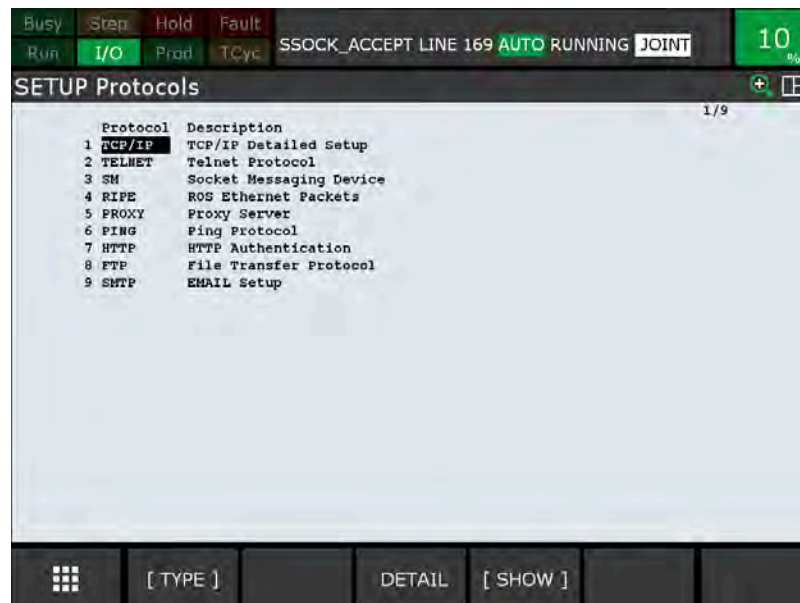 Busy Step Hold Fault
Run I/O Prod TCyc
SSOCK_ACCEPT LINE 169 AUTO RUNNING JOINT
10 %
SETUP Protocols
1/9
Protocol Description
1 TCP/IP TCP/IP Detailed Setup
2 TELNET Telnet Protocol
3 SM Socket Messaging Device
4 RIPE ROS Ethernet Packets
5 PROXY Proxy Server
6 PING Ping Protocol
7 HTTP HTTP Authentication
8 FTP File Transfer Protocol
9 SMTP EMAIL Setup
[ TYPE ] DETAIL [ SHOW ]